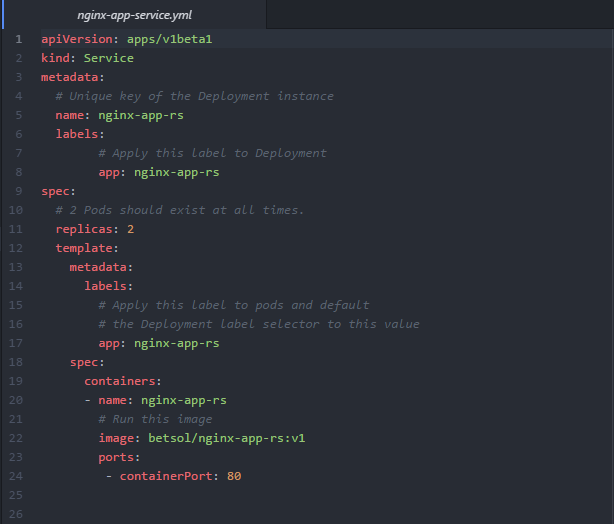 nginx-app-service.yml
1 apiVersion: apps/v1beta1
2 kind: Service
3 metadata:
4   # Unique key of the Deployment instance
5   name: nginx-app-rs
6   labels:
7         # Apply this label to Deployment
8         app: nginx-app-rs
9 spec:
10   # 2 Pods should exist at all times.
11   replicas: 2
12   template:
13     metadata:
14       labels:
15         # Apply this label to pods and default
16         # the Deployment label selector to this value
17         app: nginx-app-rs
18     spec:
19       containers:
20       - name: nginx-app-rs
21         # Run this image
22         image: betsol/nginx-app-rs:v1
23         ports:
24          - containerPort: 80
25
26